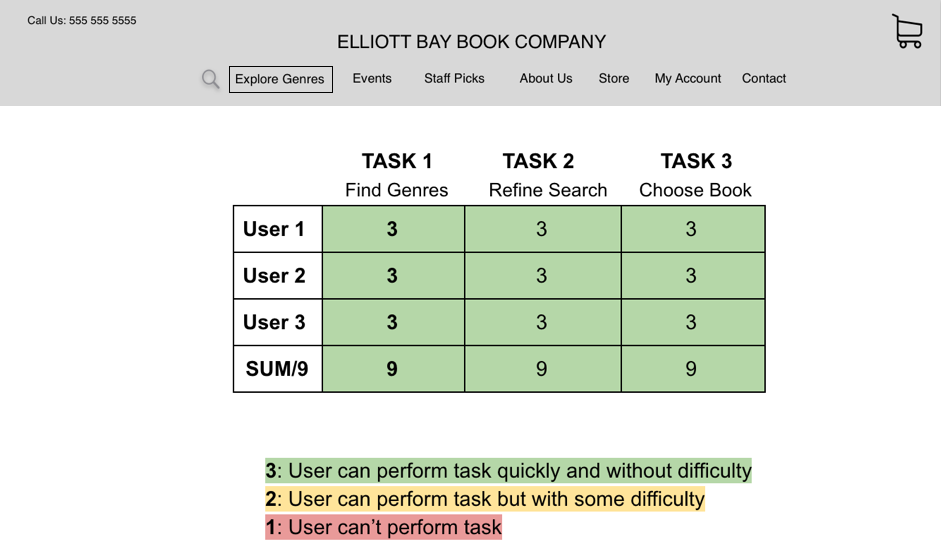 Call Us: 555 555 5555
ELLIOTT BAY BOOK COMPANY
Explore Genres Events Staff Picks About Us Store My Account Contact
TASK 1 TASK 2 TASK 3
Find Genres Refine Search Choose Book
User 1 3 3 3
User 2 3 3 3
User 3 3 3 3
SUM/9 9 9 9
3: User can perform task quickly and without difficulty
2: User can perform task but with some difficulty
1: User can’t perform task